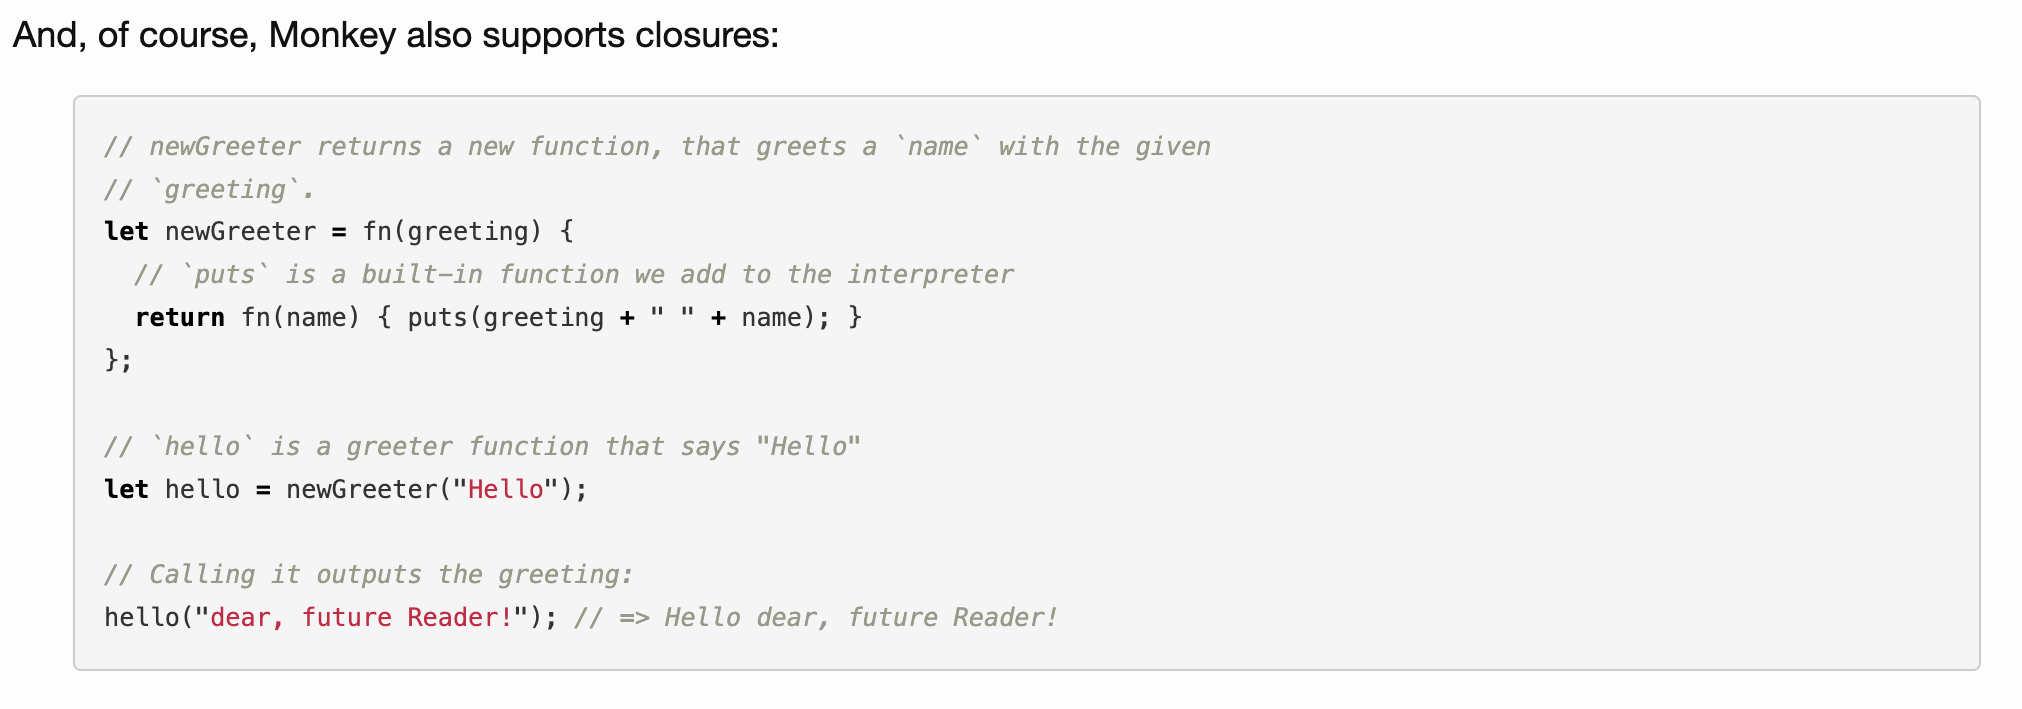 And, of course, Monkey also supports closures:
// newGreeter returns a new function, that greets a `name` with the given
// `greeting`.
let newGreeter = fn(greeting) {
  // `puts` is a built-in function we add to the interpreter
  return fn(name) { puts(greeting + " " + name); }
};
// `hello` is a greeter function that says "Hello"
let hello = newGreeter("Hello");
// Calling it outputs the greeting:
hello("dear, future Reader!"); // => Hello dear, future Reader!